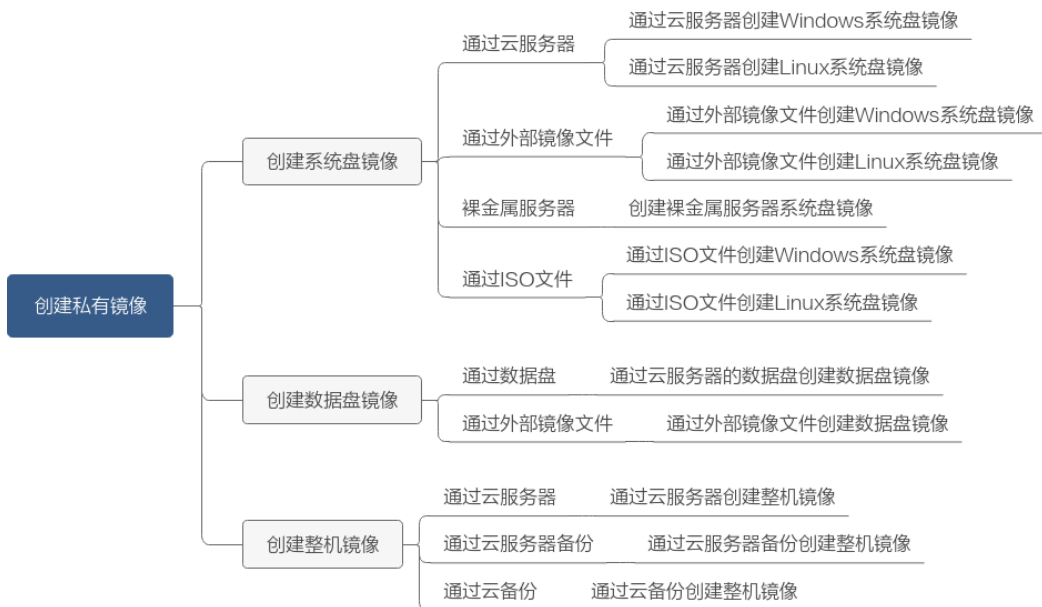 创建私有镜像
创建系统盘镜像
通过云服务器
通过云服务器创建Windows系统盘镜像
通过云服务器创建Linux系统盘镜像
通过外部镜像文件
通过外部镜像文件创建Windows系统盘镜像
通过外部镜像文件创建Linux系统盘镜像
裸金属服务器
创建裸金属服务器系统盘镜像
通过ISO文件
通过ISO文件创建Windows系统盘镜像
通过ISO文件创建Linux系统盘镜像
创建数据盘镜像
通过数据盘
通过云服务器的数据盘创建数据盘镜像
通过外部镜像文件
通过外部镜像文件创建数据盘镜像
创建整机镜像
通过云服务器
通过云服务器创建整机镜像
通过云服务器备份
通过云服务器备份创建整机镜像
通过云备份
通过云备份创建整机镜像